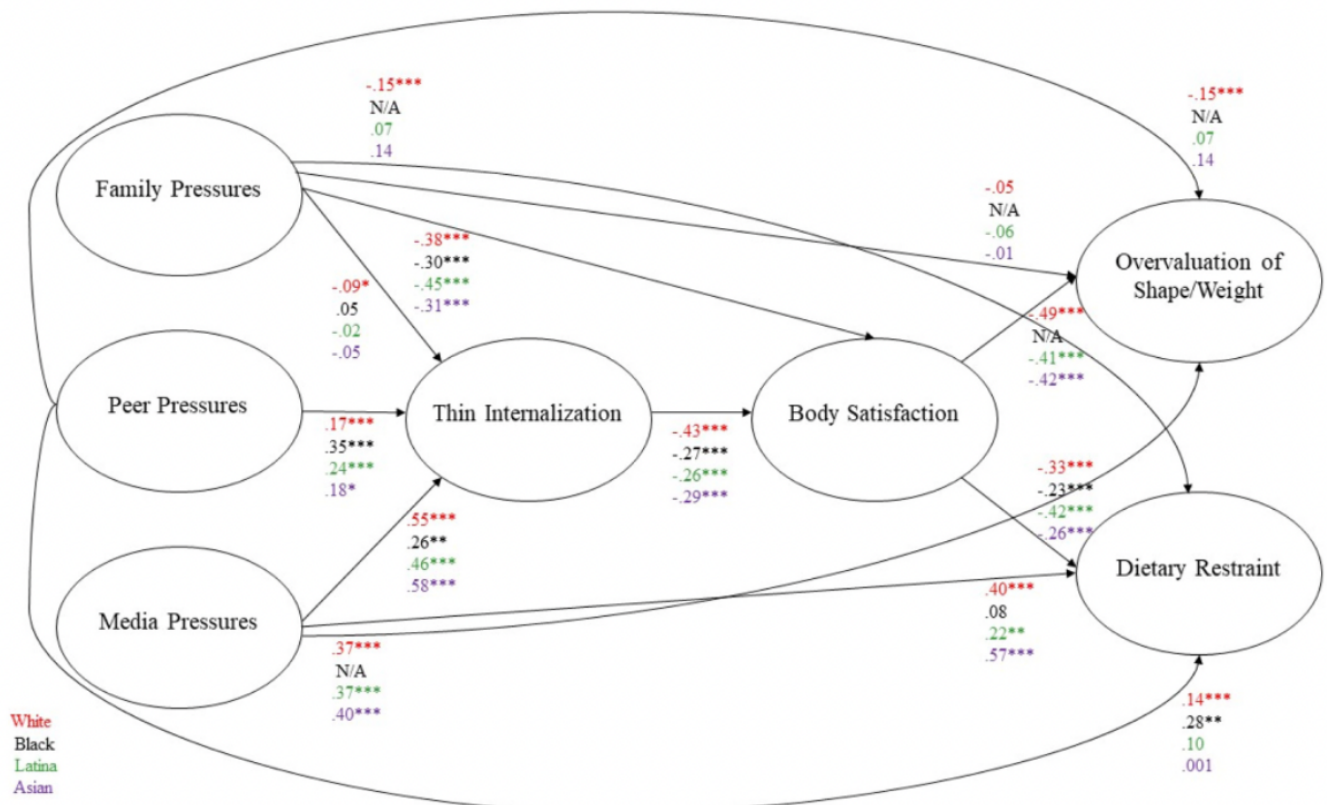 -.15***
N/A
.07
.14
-.15***
N/A
.07
.14
Family Pressures
-.05
N/A
-.06
-.01
-.38***
-.30***
-.45***
-.31***
Overvaluation of
Shape/Weight
-.09*
.05
-.02
-.05
-.49***
N/A
-.41***
-.42***
Peer Pressures
Thin Internalization
Body Satisfaction
.17***
.35***
.24***
.18*
-.43***
-.27***
-.26***
-.29***
-.33***
-.23***
-.42***
-.26***
.55***
.26**
.46***
.58***
Dietary Restraint
Media Pressures
.40***
.08
.22**
.57***
.37***
N/A
.37***
.40***
.14***
.28**
.10
.001
White
Black
Latina
Asian